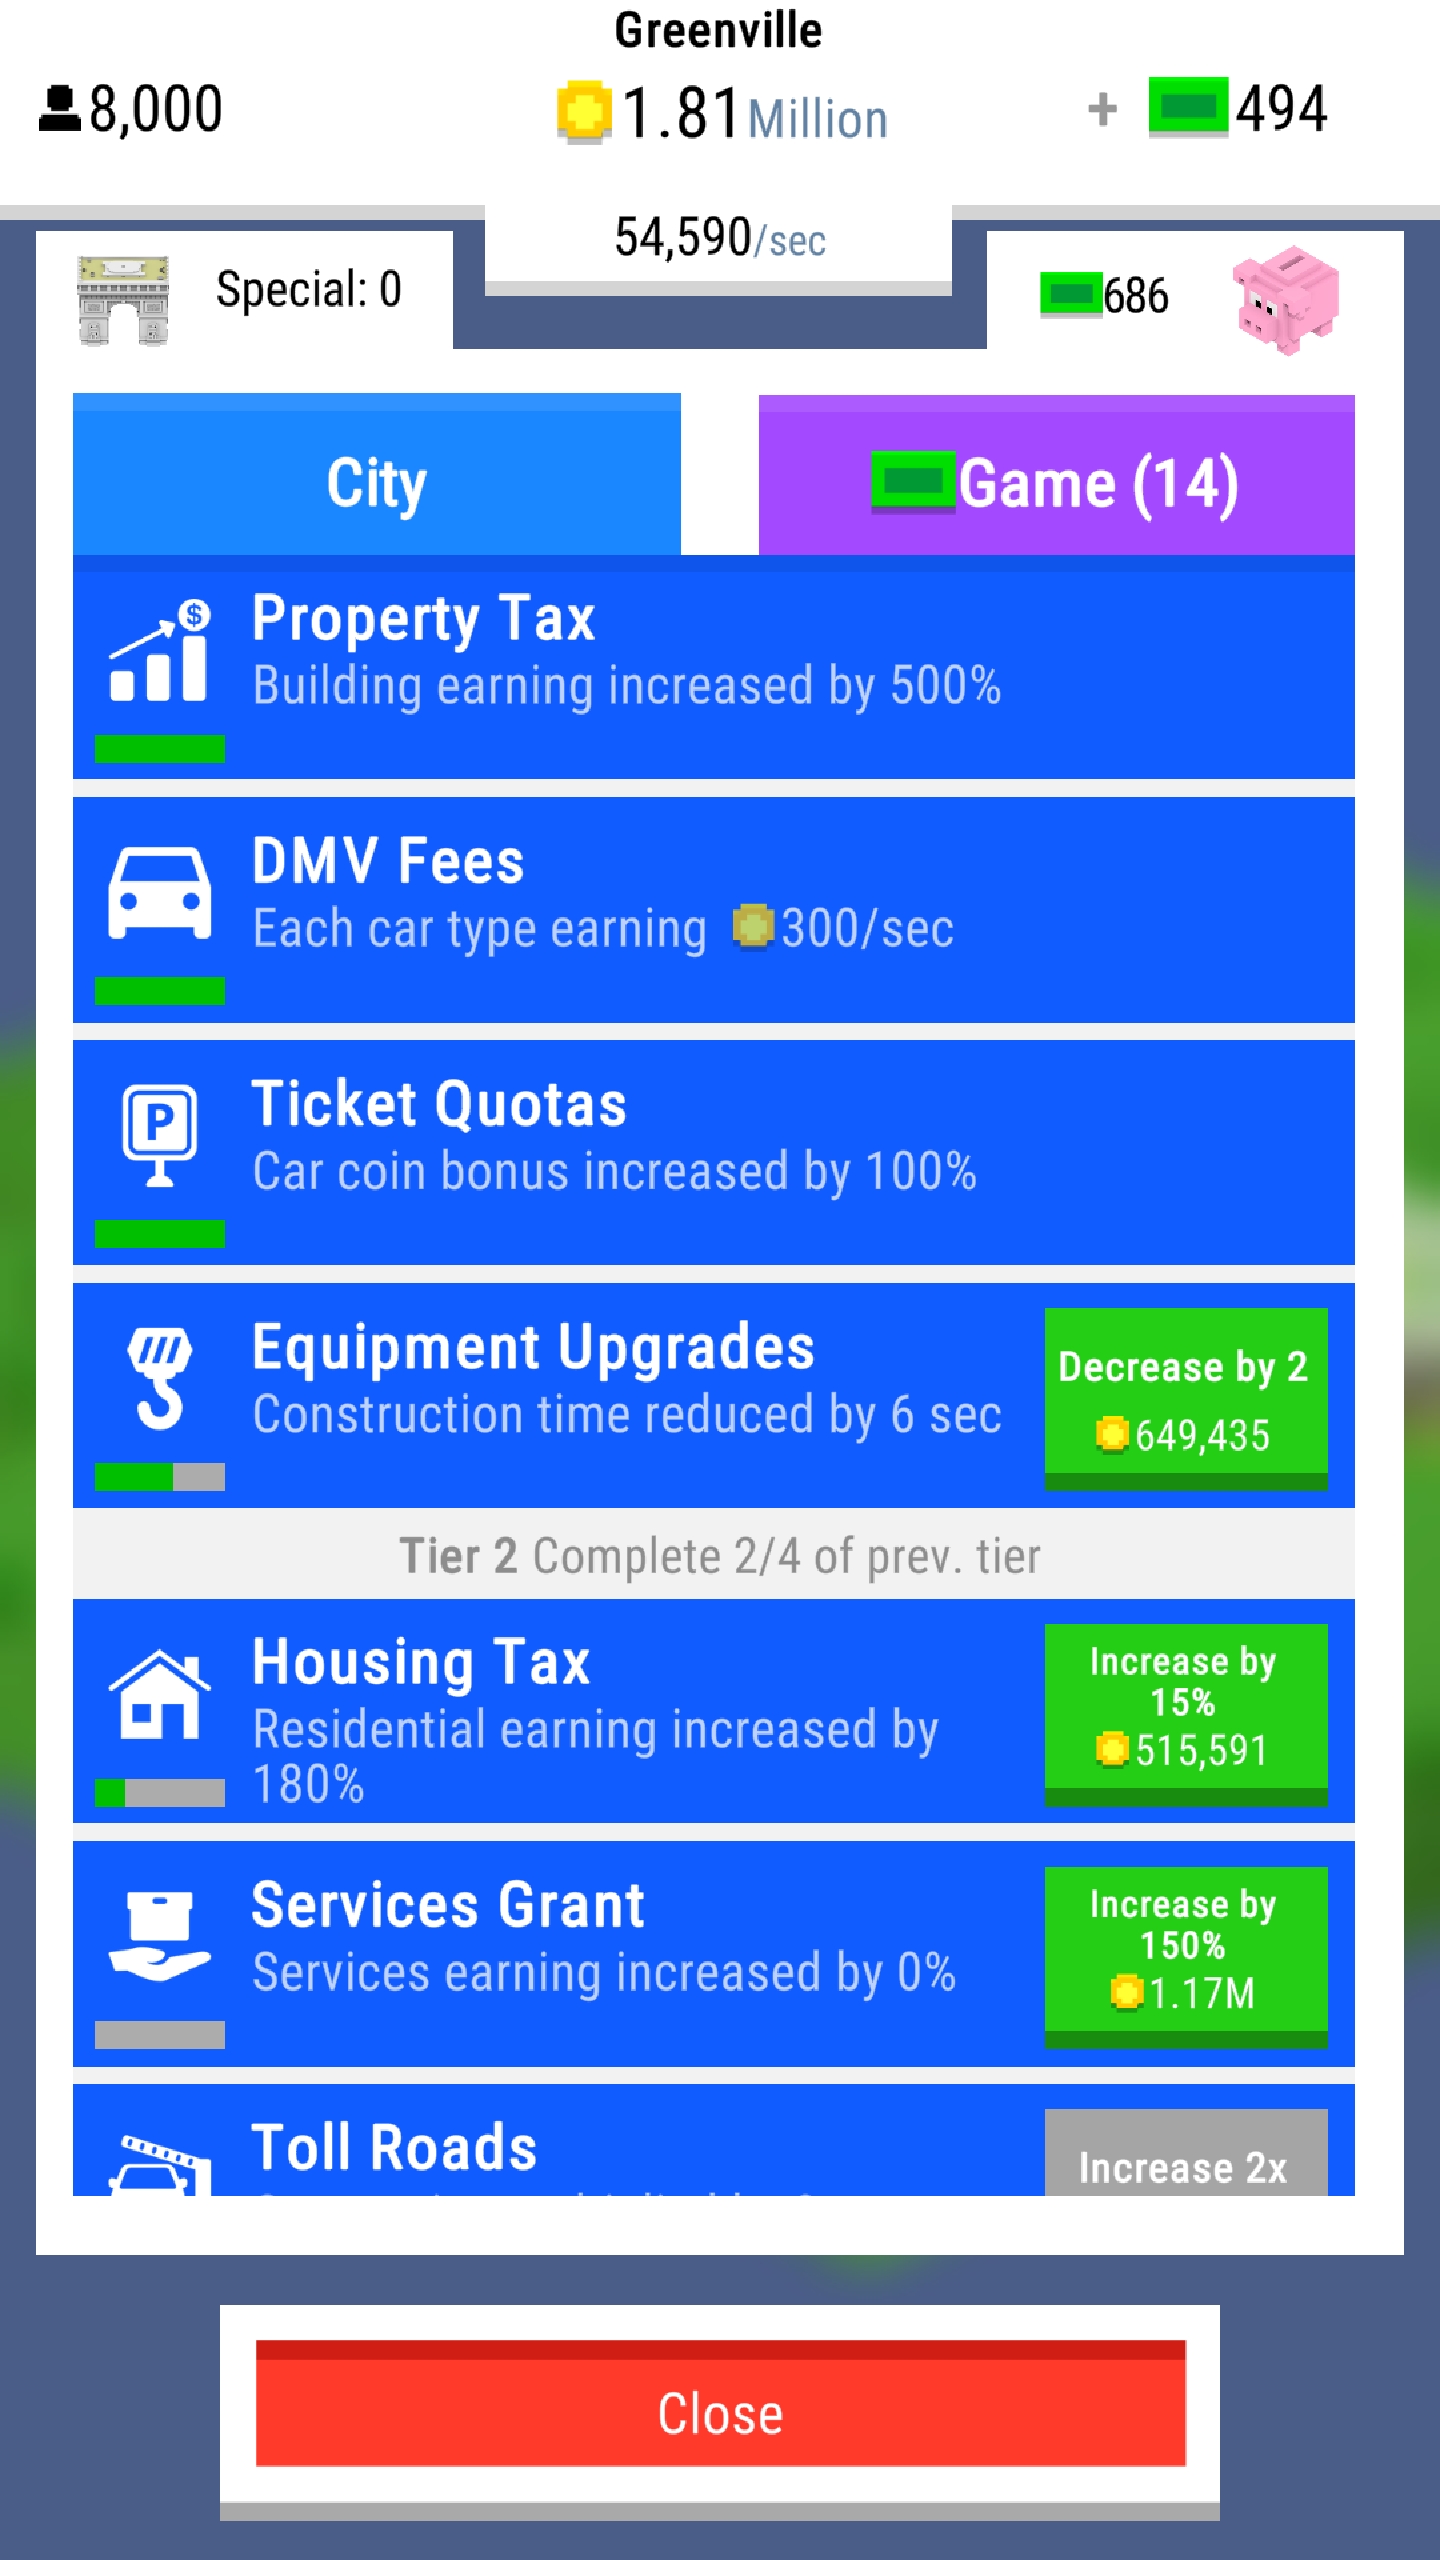 Greenville
8,000
1.81 Million
+ 494
54,590/sec
Special: 0
686
City
Game (14)
Property Tax
Building earning increased by 500%
DMV Fees
Each car type earning 300/sec
Ticket Quotas
Car coin bonus increased by 100%
Equipment Upgrades
Construction time reduced by 6 sec
Decrease by 2
649,435
Tier 2 Complete 2/4 of prev. tier
Housing Tax
Residential earning increased by
180%
Increase by
15%
515,591
Services Grant
Services earning increased by 0%
Increase by
150%
1.17M
Toll Roads
Increase 2x
Close